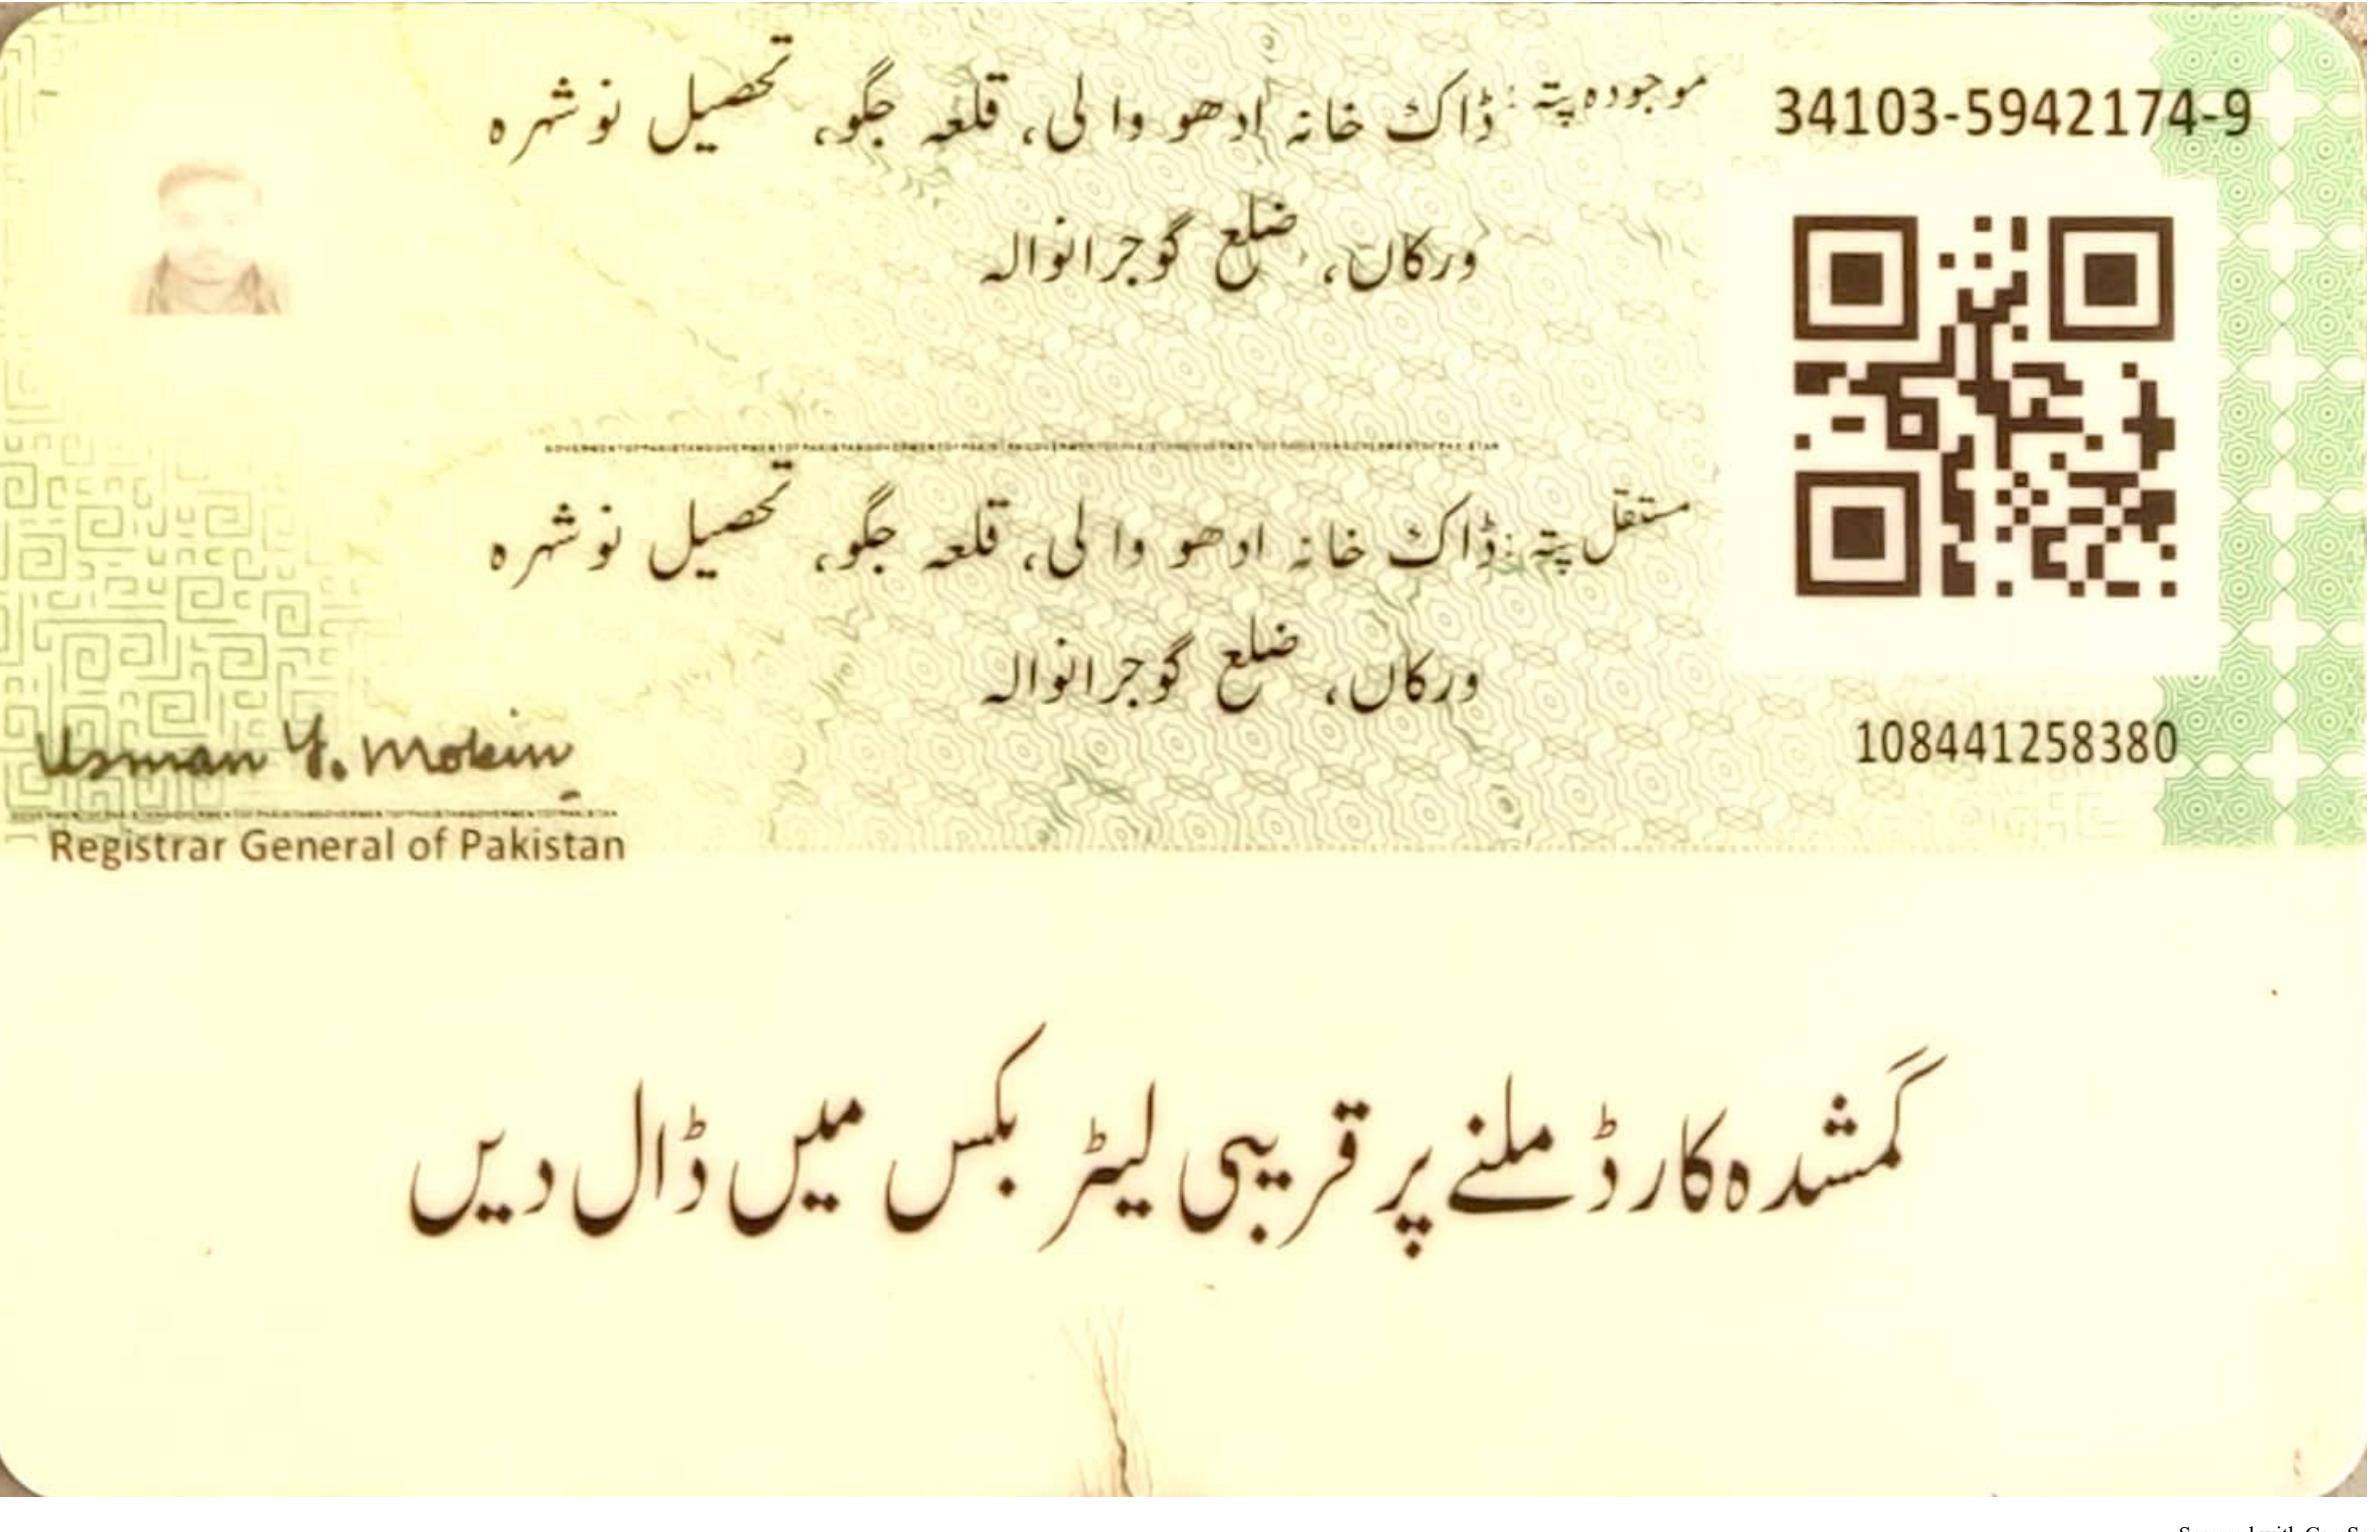 34103-5942174-9
موجودہ پتہ: ڈاک خانہ ادھو والی، قلعہ جگو، تحصیل نوشہرہ
ورکاں، ضلع گوجرانوالہ
مستقل پتہ: ڈاک خانہ ادھو والی، قلعہ جگو، تحصیل نوشہرہ
ورکاں، ضلع گوجرانوالہ
108441258380
Usman Y. Mobin
Registrar General of Pakistan
گمشدہ کارڈ ملنے پر قریبی لیٹر بکس میں ڈال دیں